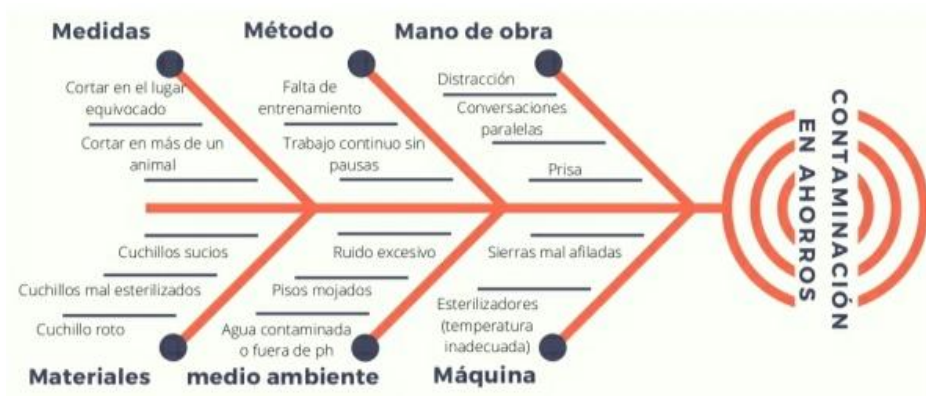 Medidas
Método
Mano de obra
Cortar en el lugar
equivocado
Cortar en más de un
animal
Falta de
entrenamiento
Trabajo continuo sin
pausas
Distracción
Conversaciones
paralelas
Prisa
CONTAMINACIÓN
EN AHORROS
Cuchillos sucios
Cuchillos mal esterilizados
Cuchillo roto
Ruido excesivo
Pisos mojados
Agua contaminada
o fuera de ph
Sierras mal afiladas
Esterilizadores
(temperatura
inadecuada)
Materiales
medio ambiente
Máquina